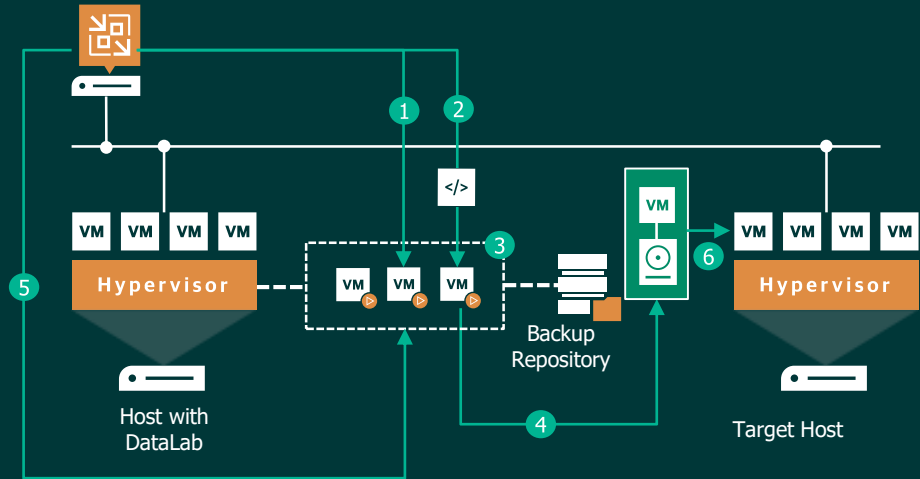 1
2
</>
3
VM VM VM VM
VM
VM VM VM VM
5
Hypervisor
VM VM VM
6
Hypervisor
Backup
Repository
4
Host with
DataLab
Target Host